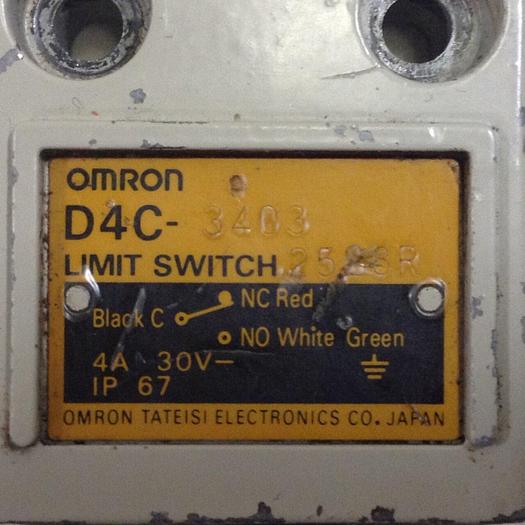 OMRON
D4C- 3403
LIMIT SWITCH
NC Red
Black C
NO White Green
4A 30V⎓
IP 67
OMRON TATEISI ELECTRONICS CO. JAPAN